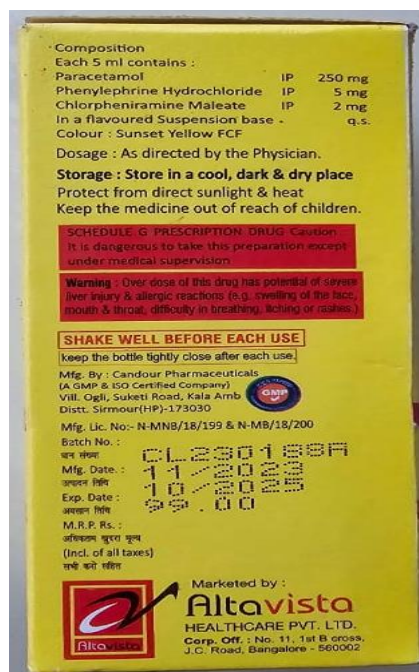 Composition
Each 5 ml contains :
Paracetamol IP 250 mg
Phenylephrine Hydrochloride IP 5 mg
Chlorpheniramine Maleate IP 2 mg
In a flavoured Suspension base - q.s.
Colour : Sunset Yellow FCF
Dosage : As directed by the Physician.
Storage : Store in a cool, dark & dry place
Protect from direct sunlight & heat
Keep the medicine out of reach of children.
SCHEDULE G PRESCRIPTION DRUG Caution :
It is dangerous to take this preparation except
under medical supervision
Warning : Over dose of this drug has potential of severe
liver injury & allergic reactions (e.g. swelling of the face,
mouth & throat, difficulty in breathing, itching or rashes.)
SHAKE WELL BEFORE EACH USE
keep the bottle tightly close after each use.
Mfg. By : Candour Pharmaceuticals
(A GMP & ISO Certified Company)
Vill. Ogli, Suketi Road, Kala Amb
Distt. Sirmour(HP)-173030
GMP
Mfg. Lic. No:- N-MNB/18/199 & N-MB/18/200
Batch No. : CL230188A
घान संख्या
Mfg. Date. : 11/2023
उत्पादन तिथि
Exp. Date : 10/2025
अवसान तिथि
M.R.P. Rs. : 99.00
अधिकतम खुदरा मूल्य
(Incl. of all taxes)
सभी करों सहित
Marketed by :
Altavista
HEALTHCARE PVT. LTD.
Corp. Off : No. 11, 1st B cross,
J.C. Road, Bangalore - 560002
Altavista